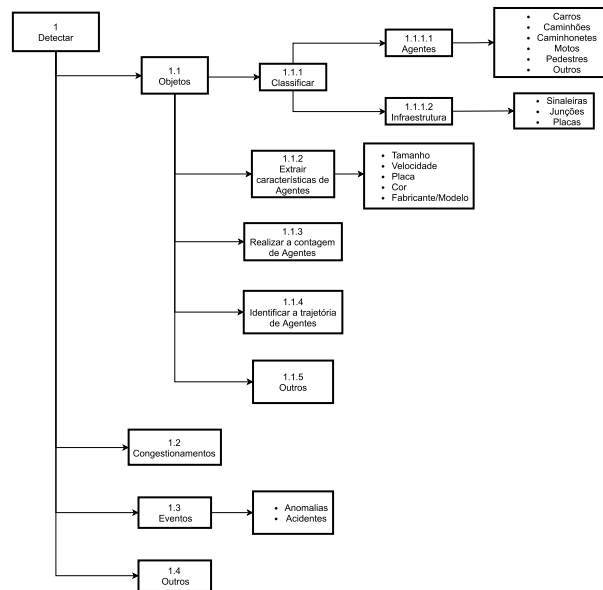 1
Detectar
1.1
Objetos
1.1.1
Classificar
1.1.1.1
Agentes
• Carros
• Caminhões
• Caminhonetes
• Motos
• Pedestres
• Outros
1.1.1.2
Infraestrutura
• Sinaleiras
• Junções
• Placas
1.1.2
Extrair
características de
Agentes
• Tamanho
• Velocidade
• Placa
• Cor
• Fabricante/Modelo
1.1.3
Realizar a contagem
de Agentes
1.1.4
Identificar a trajetória
de Agentes
1.1.5
Outros
1.2
Congestionamentos
1.3
Eventos
• Anomalias
• Acidentes
1.4
Outros